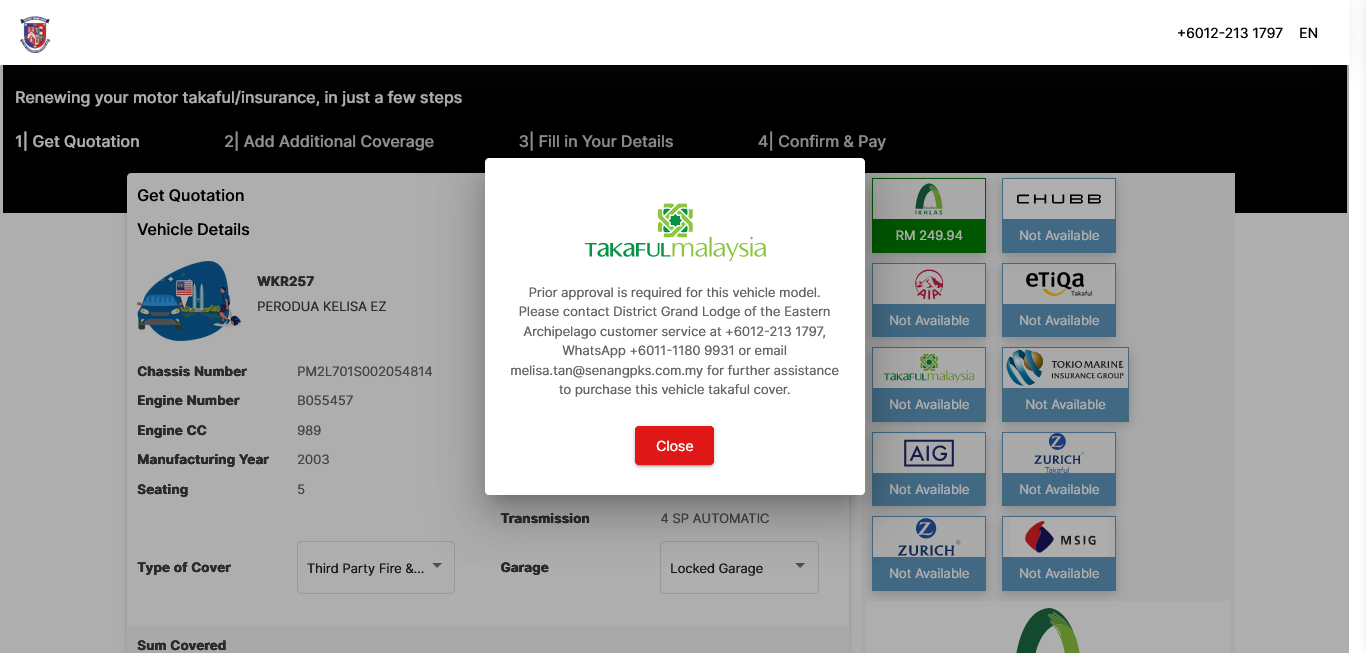 +6012-213 1797 EN
Renewing your motor takaful/insurance, in just a few steps
1| Get Quotation
2| Add Additional Coverage
3| Fill in Your Details
4| Confirm & Pay
Get Quotation
Vehicle Details
WKR257
PERODUA KELISA EZ
Chassis Number PM2L701S002054814
Engine Number B055457
Engine CC 989
Manufacturing Year 2003
Seating 5
Transmission 4 SP AUTOMATIC
Type of Cover Third Party Fire &...
Garage Locked Garage
Sum Covered
TAKAFULmalaysia
Prior approval is required for this vehicle model.
Please contact District Grand Lodge of the Eastern
Archipelago customer service at +6012-213 1797,
WhatsApp +6011-1180 9931 or email
melisa.tan@senangpks.com.my for further assistance
to purchase this vehicle takaful cover.
Close
IKHLAS
RM 249.94
CHUBB
Not Available
AIA
Not Available
eTiQa
Takaful
Not Available
TAKAFULmalaysia
Not Available
TOKIO MARINE
INSURANCE GROUP
Not Available
AIG
Not Available
ZURICH
Takaful
Not Available
ZURICH
Not Available
MSIG
Not Available